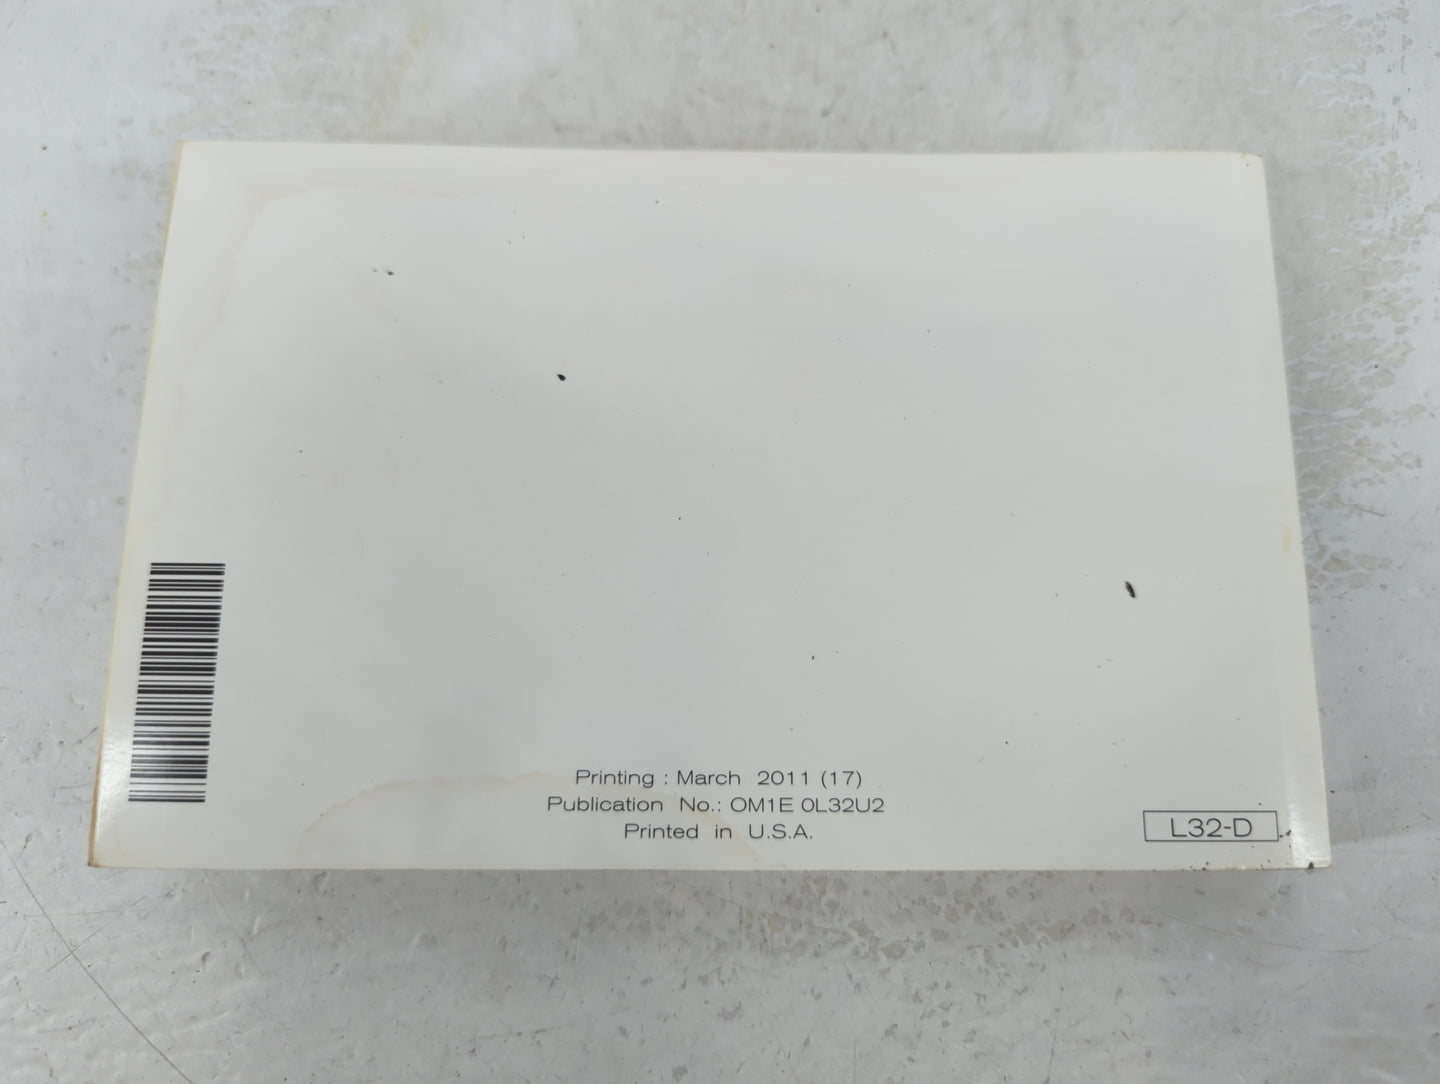 Printing : March 2011 (17)
Publication No.: OM1E 0L32U2
Printed in U.S.A.
L32-D